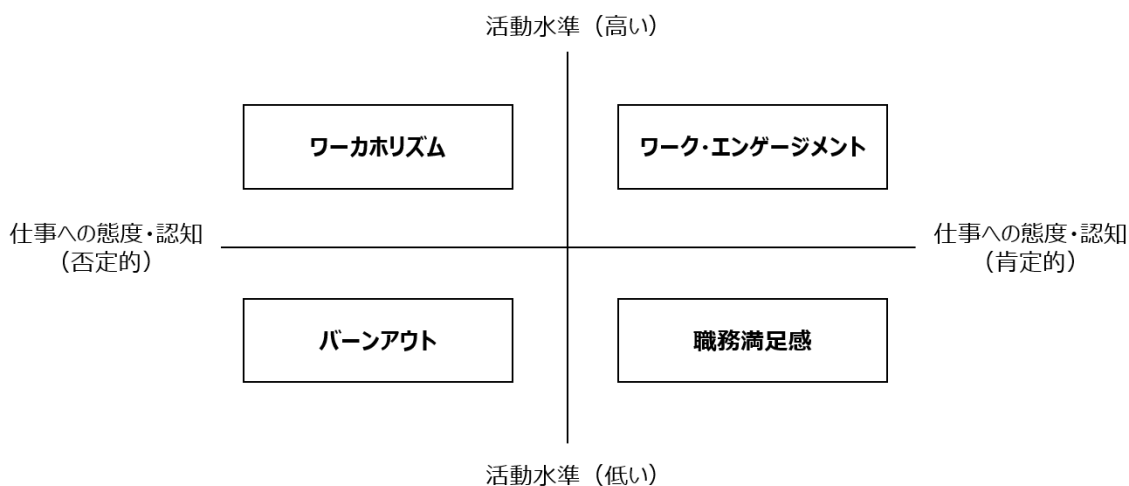 活動水準（高い）
ワーカホリズム
ワーク・エンゲージメント
仕事への態度・認知
（否定的）
仕事への態度・認知
（肯定的）
バーンアウト
職務満足感
活動水準（低い）